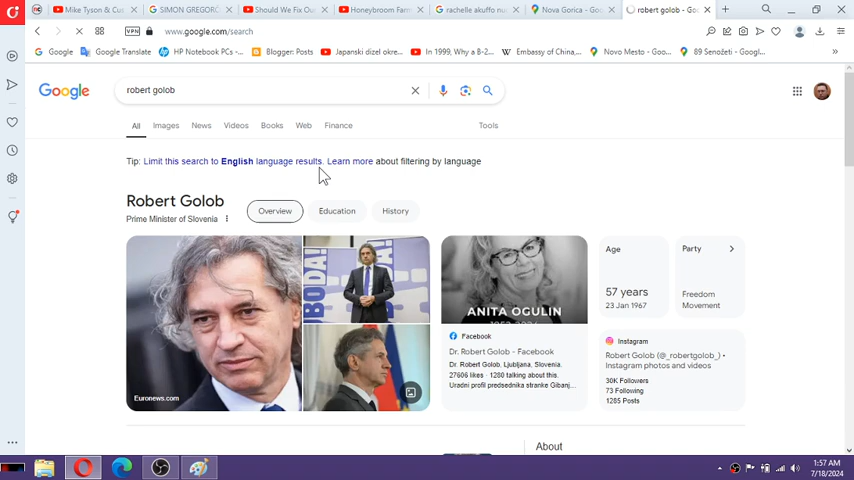 Mike Tyson & Cu
SIMON GREGORČ
Should We Fix Ou
Honeybroom Farm
rachelle akuffo nu
Nova Gorica - Goo
robert golob - Goo
VPN
www.google.com/search
Google
Google Translate
HP Notebook PCs -...
Blogger: Posts
Japanski dizel okre...
In 1999, Why a B-2...
Embassy of China,...
Novo Mesto - Goo...
89 Senožeti - Goog...
Google
robert golob
All
Images
News
Videos
Books
Web
Finance
Tools
Tip: Limit this search to English language results. Learn more about filtering by language
Robert Golob
Prime Minister of Slovenia
Overview
Education
History
Euronews.com
ANITA OGULIN
Facebook
Dr. Robert Golob - Facebook
Dr. Robert Golob, Ljubljana, Slovenia.
27606 likes · 1280 talking about this.
Uradni profil predsednika stranke Gibanj...
Age
57 years
23 Jan 1967
Party
Freedom
Movement
Instagram
Robert Golob (@_robertgolob_) •
Instagram photos and videos
30K Followers
73 Following
1285 Posts
About
1:57 AM
7/18/2024